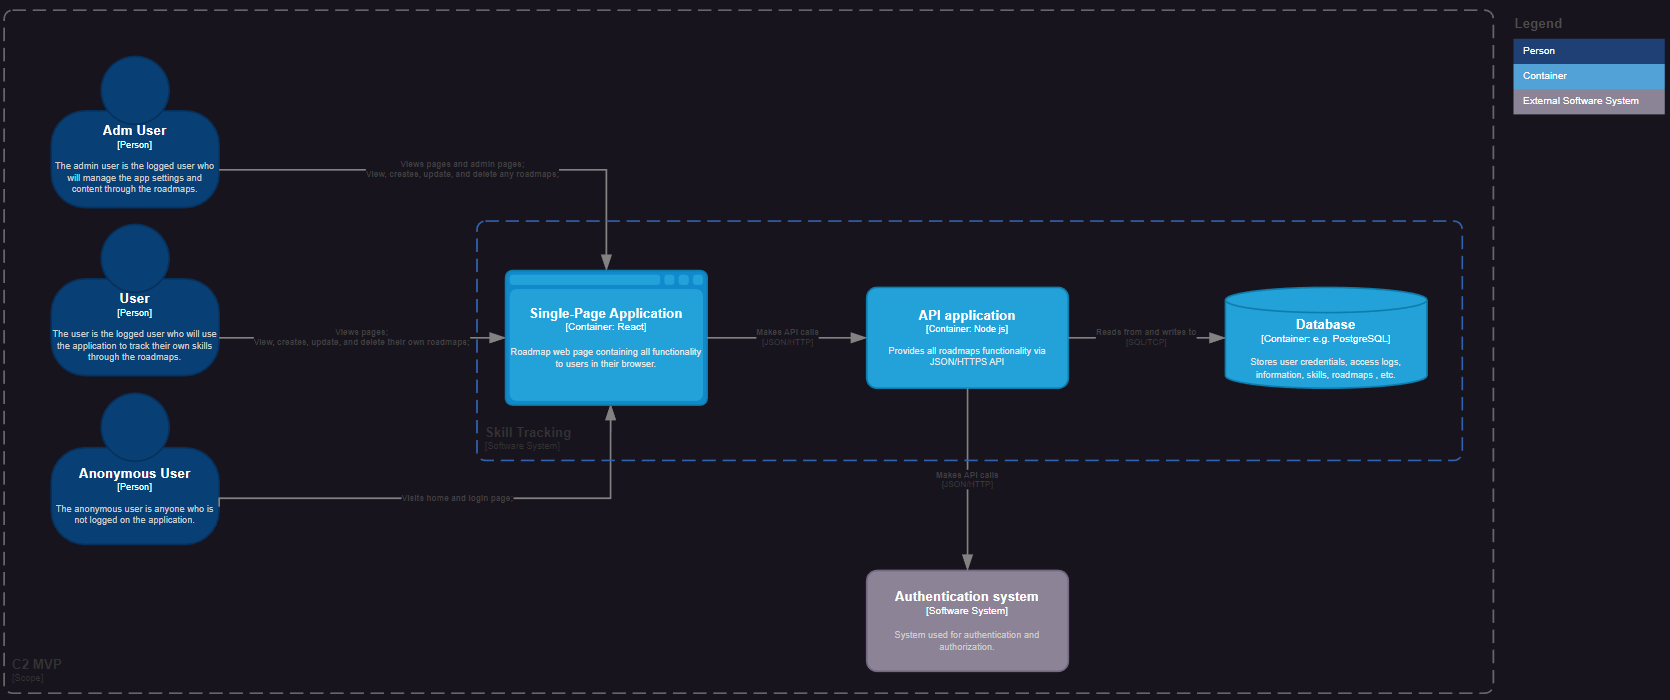 Legend
Person
Container
External Software System
Adm User
[Person]
The admin user is the logged user who
will manage the app settings and
content through the roadmaps.
Views pages and admin pages;
View, creates, update, and delete any roadmaps;
User
[Person]
The user is the logged user who will use
the application to track their own skills
through the roadmaps.
Views pages;
View, creates, update, and delete their own roadmaps;
Single-Page Application
[Container: React]
Roadmap web page containing all functionality
to users in their browser.
Makes API calls
[JSON/HTTP]
API application
[Container: Node js]
Provides all roadmaps functionality via
JSON/HTTPS API
Reads from and writes to
[SQL/TCP]
Database
[Container: e.g. PostgreSQL]
Stores user credentials, access logs,
information, skills, roadmaps , etc.
Skill Tracking
[Software System]
Anonymous User
[Person]
The anonymous user is anyone who is
not logged on the application.
Visits home and login page;
Makes API calls
[JSON/HTTP]
Authentication system
[Software System]
System used for authentication and
authorization.
C2 MVP
[Scope]